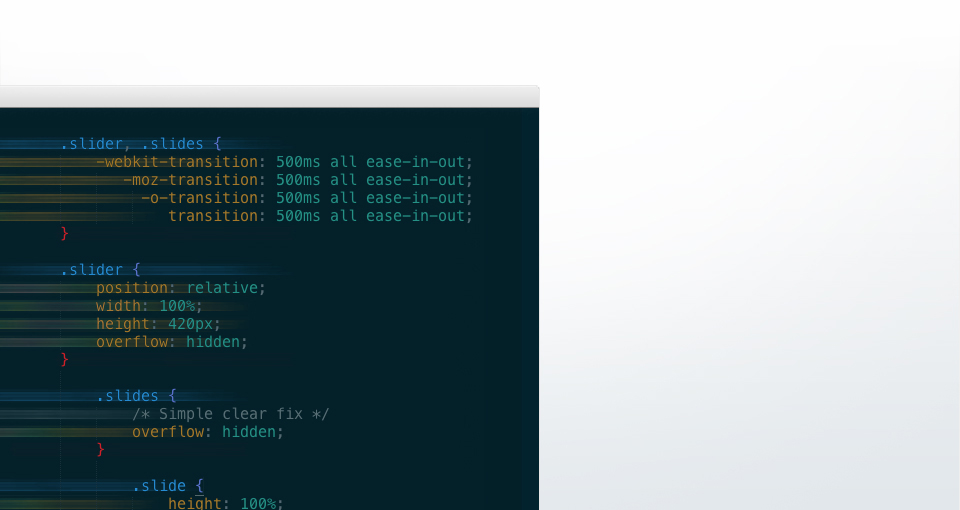 .slider, .slides {
-webkit-transition: 500ms all ease-in-out;
-moz-transition: 500ms all ease-in-out;
-o-transition: 500ms all ease-in-out;
transition: 500ms all ease-in-out;
}
.slider {
position: relative;
width: 100%;
height: 420px;
overflow: hidden;
}
.slides {
/* Simple clear fix */
overflow: hidden;
}
.slide {
height: 100%;